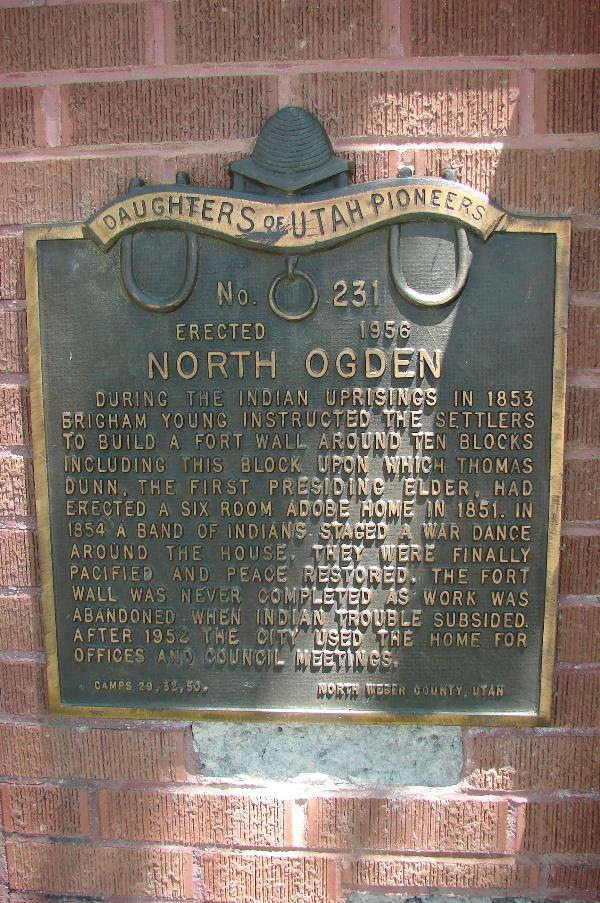 DAUGHTERS OF UTAH PIONEERS
No. 231
ERECTED 1956
NORTH OGDEN
DURING THE INDIAN UPRISINGS IN 1853
BRIGHAM YOUNG INSTRUCTED THE SETTLERS
TO BUILD A FORT WALL AROUND TEN BLOCKS
INCLUDING THIS BLOCK UPON WHICH THOMAS
DUNN, THE FIRST PRESIDING ELDER, HAD
ERECTED A SIX ROOM ADOBE HOME IN 1851. IN
1854 A BAND OF INDIANS STAGED A WAR DANCE
AROUND THE HOUSE. THEY WERE FINALLY
PACIFIED AND PEACE RESTORED. THE FORT
WALL WAS NEVER COMPLETED AS WORK WAS
ABANDONED WHEN INDIAN TROUBLE SUBSIDED.
AFTER 1952 THE CITY USED THE HOME FOR
OFFICES AND COUNCIL MEETINGS.
CAMPS 29, 32, 50. NORTH WEBER COUNTY, UTAH